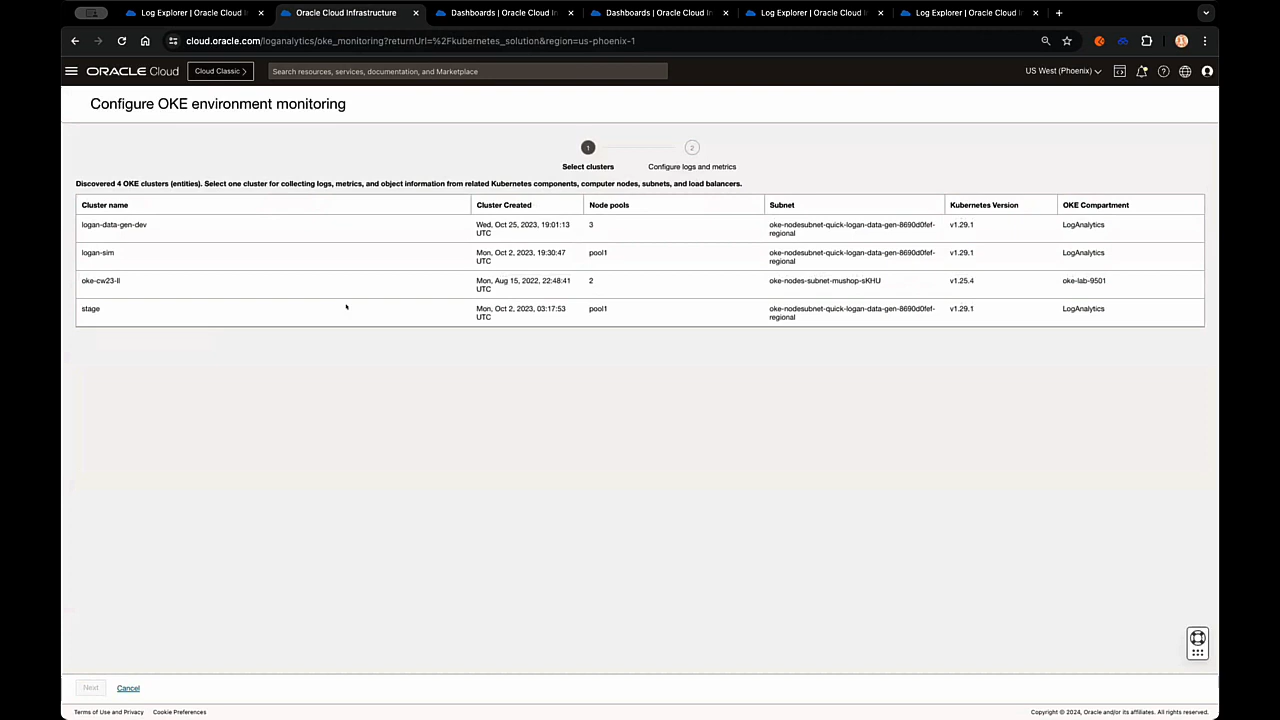 Log Explorer | Oracle Cloud I
Oracle Cloud Infrastructure
Dashboards | Oracle Cloud In
Dashboards | Oracle Cloud In
Log Explorer | Oracle Cloud I
Log Explorer | Oracle Cloud I
cloud.oracle.com/loganalytics/oke_monitoring?returnUrl=%2Fkubernetes_solution&region=us-phoenix-1
ORACLE Cloud
Cloud Classic
Search resources, services, documentation, and Marketplace
US West (Phoenix)
Configure OKE environment monitoring
1
2
Select clusters
Configure logs and metrics
Discovered 4 OKE clusters (entities). Select one cluster for collecting logs, metrics, and object information from related Kubernetes components, computer nodes, subnets, and load balancers.
Cluster name Cluster Created Node pools Subnet Kubernetes Version OKE Compartment
logan-data-gen-dev Wed, Oct 25, 2023, 19:01:13 3 oke-nodesubnet-quick-logan-data-gen-8690d0fef- v1.29.1 LogAnalytics
UTC regional
logan-sim Mon, Oct 2, 2023, 19:30:47 pool1 oke-nodesubnet-quick-logan-data-gen-8690d0fef- v1.29.1 LogAnalytics
UTC regional
oke-cw23-ll Mon, Aug 15, 2022, 22:48:41 2 oke-nodes-subnet-mushop-sKHU v1.25.4 oke-lab-9501
UTC
stage Mon, Oct 2, 2023, 03:17:53 pool1 oke-nodesubnet-quick-logan-data-gen-8690d0fef- v1.29.1 LogAnalytics
UTC regional
Next
Cancel
Terms of Use and Privacy
Cookie Preferences
Copyright © 2024, Oracle and/or its affiliates. All rights reserved.